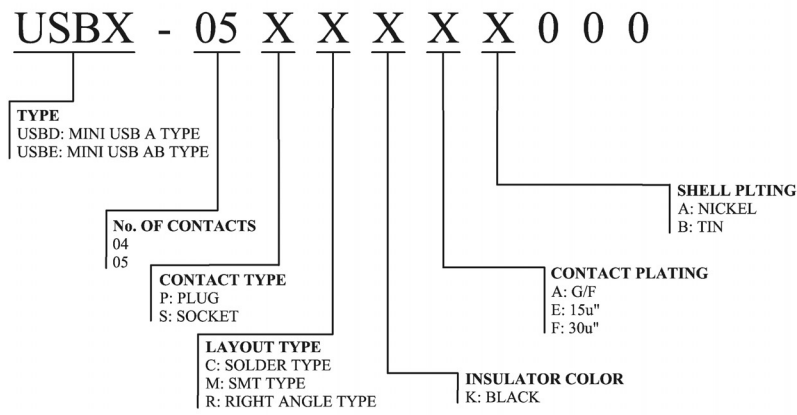 USBX - 05 X X X X X 0 0 0
TYPE
USBD: MINI USB A TYPE
USBE: MINI USB AB TYPE
SHELL PLTING
A: NICKEL
B: TIN
No. OF CONTACTS
04
05
CONTACT TYPE
P: PLUG
S: SOCKET
CONTACT PLATING
A: G/F
E: 15u"
F: 30u"
LAYOUT TYPE
C: SOLDER TYPE
M: SMT TYPE
R: RIGHT ANGLE TYPE
INSULATOR COLOR
K: BLACK